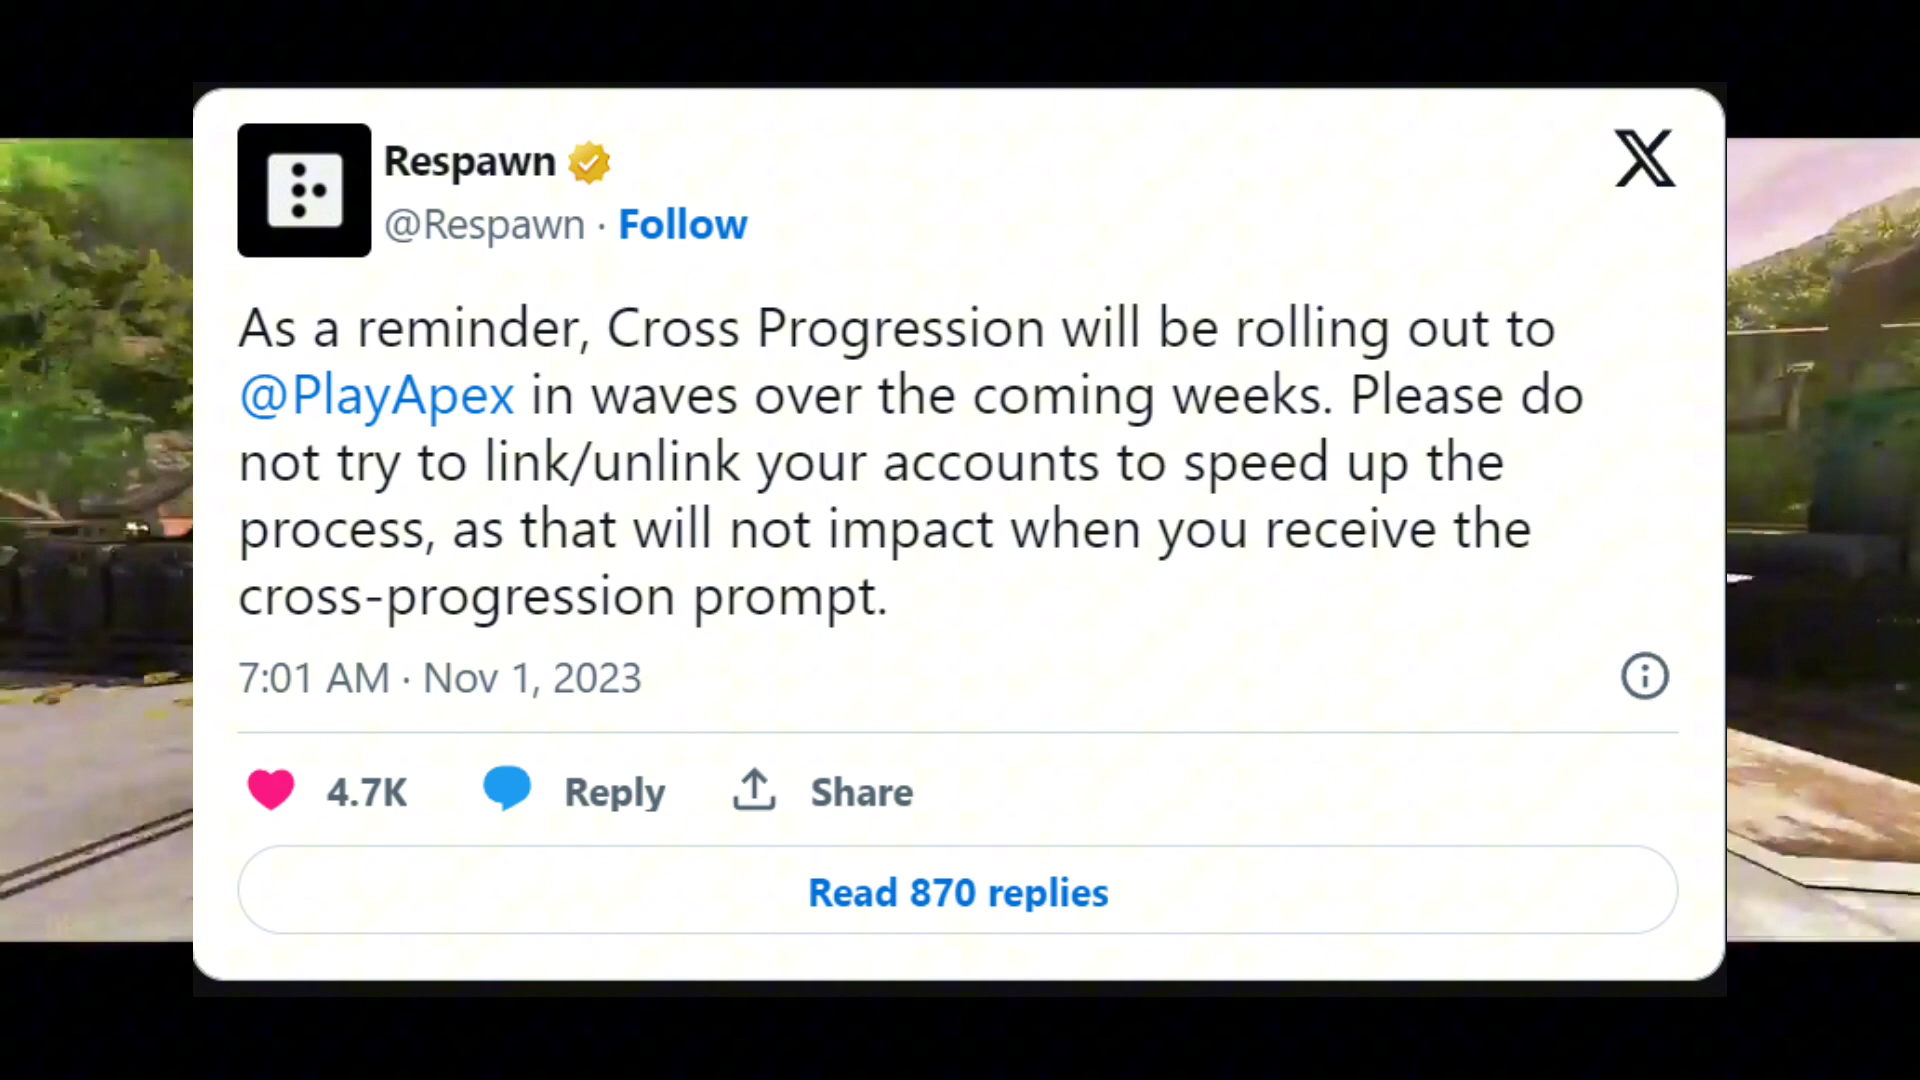 Respawn
@Respawn · Follow
As a reminder, Cross Progression will be rolling out to
@PlayApex in waves over the coming weeks. Please do
not try to link/unlink your accounts to speed up the
process, as that will not impact when you receive the
cross-progression prompt.
7:01 AM · Nov 1, 2023
4.7K Reply Share
Read 870 replies